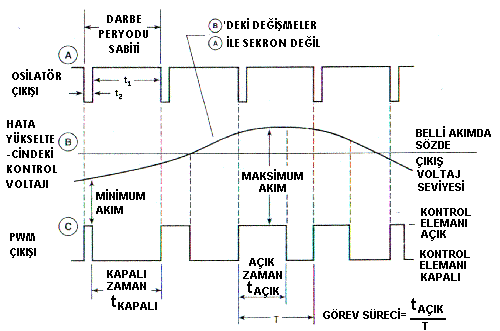 DARBE
PERYODU
SABİTİ
B 'DEKİ DEĞİŞMELER
A İLE SEKRON DEĞİL
A
OSİLATÖR
ÇIKIŞI
t1
t2
HATA
YÜKSELTE
-CİNDEKİ
KONTROL
VOLTAJI
B
BELLİ AKIMDA
SÖZDE
ÇIKIŞ
VOLTAJ
SEVİYESİ
MİNİMUM
AKIM
MAKSİMUM
AKIM
C
PWM
ÇIKIŞI
KONTROL
ELEMANI
AÇIK
KONTROL
ELEMANI
KAPALI
KAPALI
ZAMAN
tKAPALI
AÇIK
ZAMAN
tAÇIK
T
GÖREV SÜRECİ= tAÇIK
T